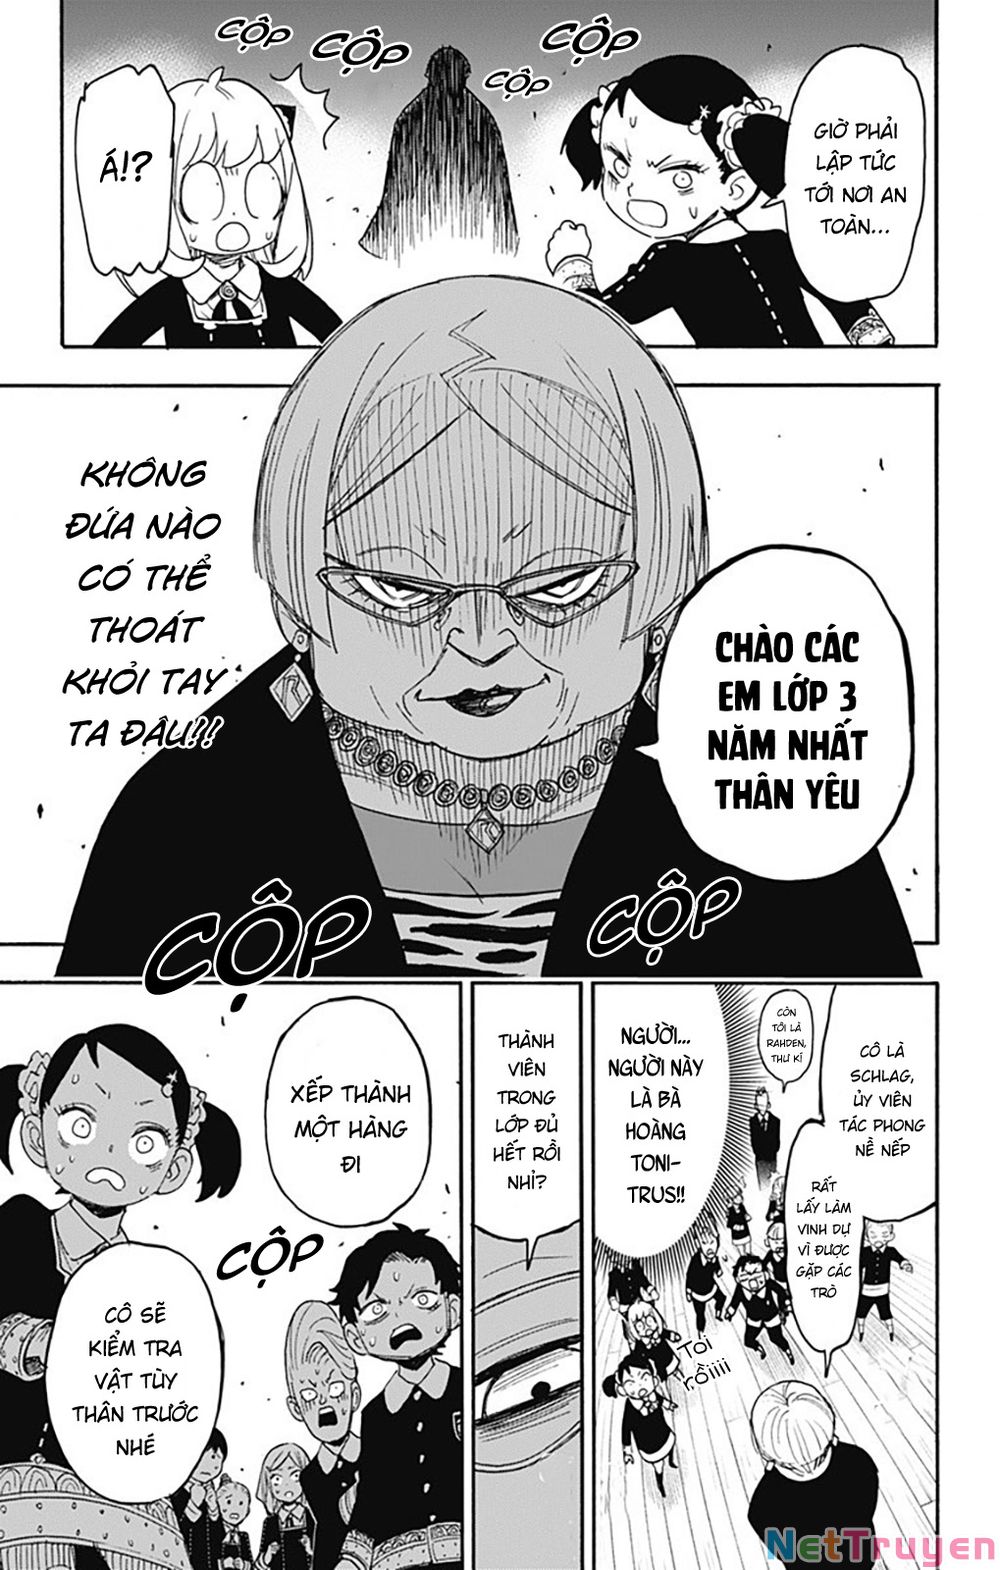 CỘP
CỘP
CỘP
CỘP
GIỜ PHẢI
LẬP TỨC
TỚI NƠI AN
TOÀN...
Á!?
CHÀO CÁC
EM LỚP 3
NĂM NHẤT
THÂN YÊU
KHÔNG
ĐỨA NÀO
CÓ THỂ
THOÁT
KHỎI TAY
TA ĐÂU!!
CỘP
CỘP
CÔ LÀ
SCHLAG,
ỦY VIÊN
TÁC PHONG
NỀ NẾP
CÒN
TÔI LÀ
RAHDEN,
THƯ KÍ
RẤT
LẤY LÀM
VINH DỰ
VÌ ĐƯỢC
GẶP CÁC
TRÒ
NGƯỜI...
NGƯỜI NÀY
LÀ BÀ
HOÀNG
TONI-
TRUS!!
Toi
rồiiii
THÀNH
VIÊN
TRONG
LỚP ĐỦ
HẾT RỒI
NHỈ?
XẾP THÀNH
MỘT HÀNG
ĐI
CỘP
CÔ SẼ
KIỂM TRA
VẬT TÙY
THÂN TRƯỚC
NHÉ
NetTruyen